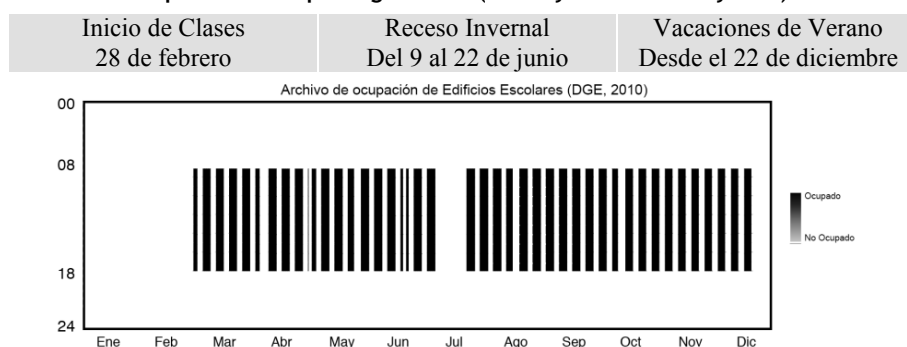 Inicio de Clases
28 de febrero
Receso Invernal
Del 9 al 22 de junio
Vacaciones de Verano
Desde el 22 de diciembre
Archivo de ocupación de Edificios Escolares (DGE, 2010)
00
08
18
24
Ene Feb Mar Abr May Jun Jul Ago Sep Oct Nov Dic
Ocupado
No Ocupado